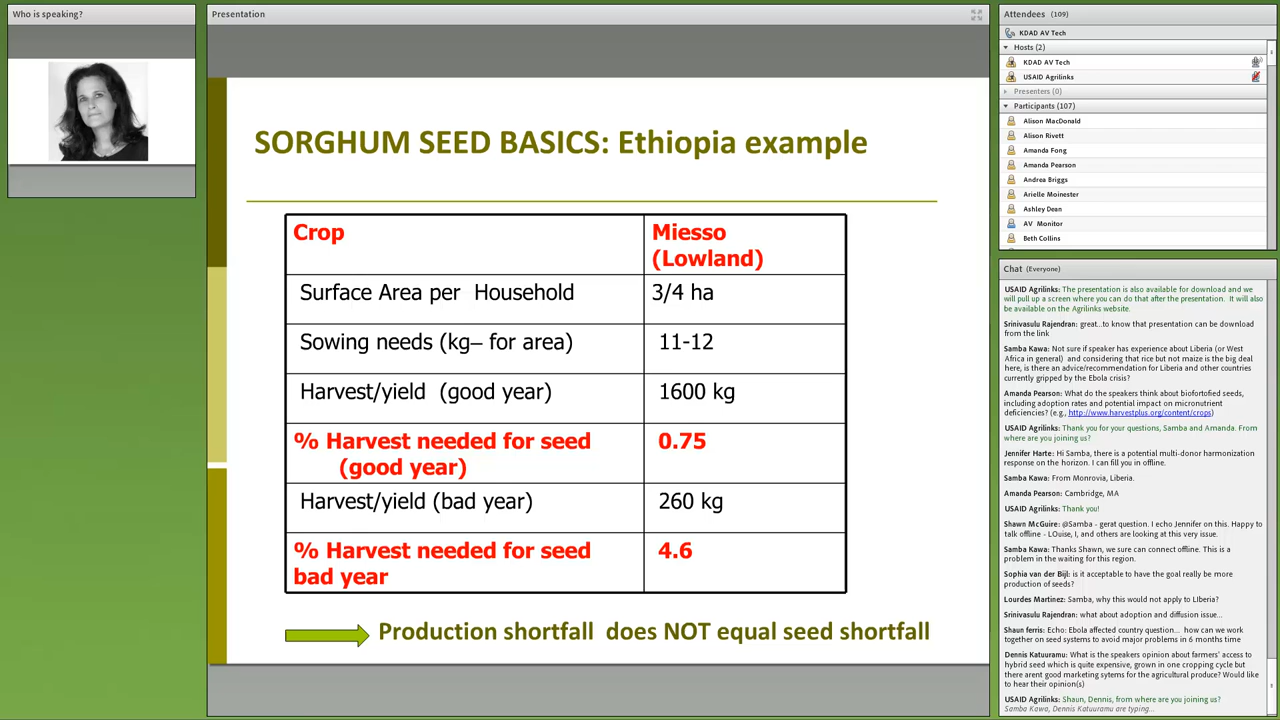 Who is speaking?
Presentation
SORGHUM SEED BASICS: Ethiopia example
Crop
Miesso
(Lowland)
Surface Area per Household
3/4 ha
Sowing needs (kg– for area)
11-12
Harvest/yield (good year)
1600 kg
% Harvest needed for seed
(good year)
0.75
Harvest/yield (bad year)
260 kg
% Harvest needed for seed
bad year
4.6
Production shortfall does NOT equal seed shortfall
Attendees (109)
KDAD AV Tech
Hosts (2)
KDAD AV Tech
USAID Agrilinks
Presenters (0)
Participants (107)
Alison MacDonald
Alison Rivett
Amanda Fong
Amanda Pearson
Andrea Briggs
Arielle Moinester
Ashley Dean
AV Monitor
Beth Collins
Chat (Everyone)
USAID Agrilinks: The presentation is also available for download and we
will pull up a screen where you can do that after the presentation. It will also
be available on the Agrilinks website.
Srinivasulu Rajendran: great...to know that presentation can be download
from the link
Samba Kawa: Not sure if speaker has experience about Liberia (or West
Africa in general) and considering that rice but not maize is the big deal
here, is there an advice/recommendation for Liberia and other countries
currently gripped by the Ebola crisis?
Amanda Pearson: What do the speakers think about biofortofied seeds,
including adoption rates and potential impact on micronutrient
deficiencies? (e.g., http://www.harvestplus.org/content/crops)
USAID Agrilinks: Thank you for your questions, Samba and Amanda. From
where are you joining us?
Jennifer Harte: Hi Samba, there is a potential multi-donor harmonization
response on the horizon. I can fill you in offline.
Samba Kawa: From Monrovia, Liberia.
Amanda Pearson: Cambridge, MA
USAID Agrilinks: Thank you!
Shawn McGuire: @Samba - gerat question. I echo Jennifer on this. Happy to
talk offline - LOuise, I, and others are looking at this very issue.
Samba Kawa: Thanks Shawn, we sure can connect offline. This is a
problem in the waiting for this region.
Sophia van der Bijl: is it acceptable to have the goal really be more
production of seeds?
Lourdes Martinez: Samba, why this would not apply to LIberia?
Srinivasulu Rajendran: what about adoption and diffusion issue...
Shaun ferris: Echo: Ebola affected country question... how can we work
together on seed systems to avoid major problems in 6 months time
Dennis Katuuramu: What is the speakers opinion about farmers' access to
hybrid seed which is quite expensive, grown in one cropping cycle but
there arent good marketing sytems for the agricultural produce? Would like
to hear their opinion(s)
USAID Agrilinks: Shaun, Dennis, from where are you joining us?
Samba Kawa, Dennis Katuuramu are typing...